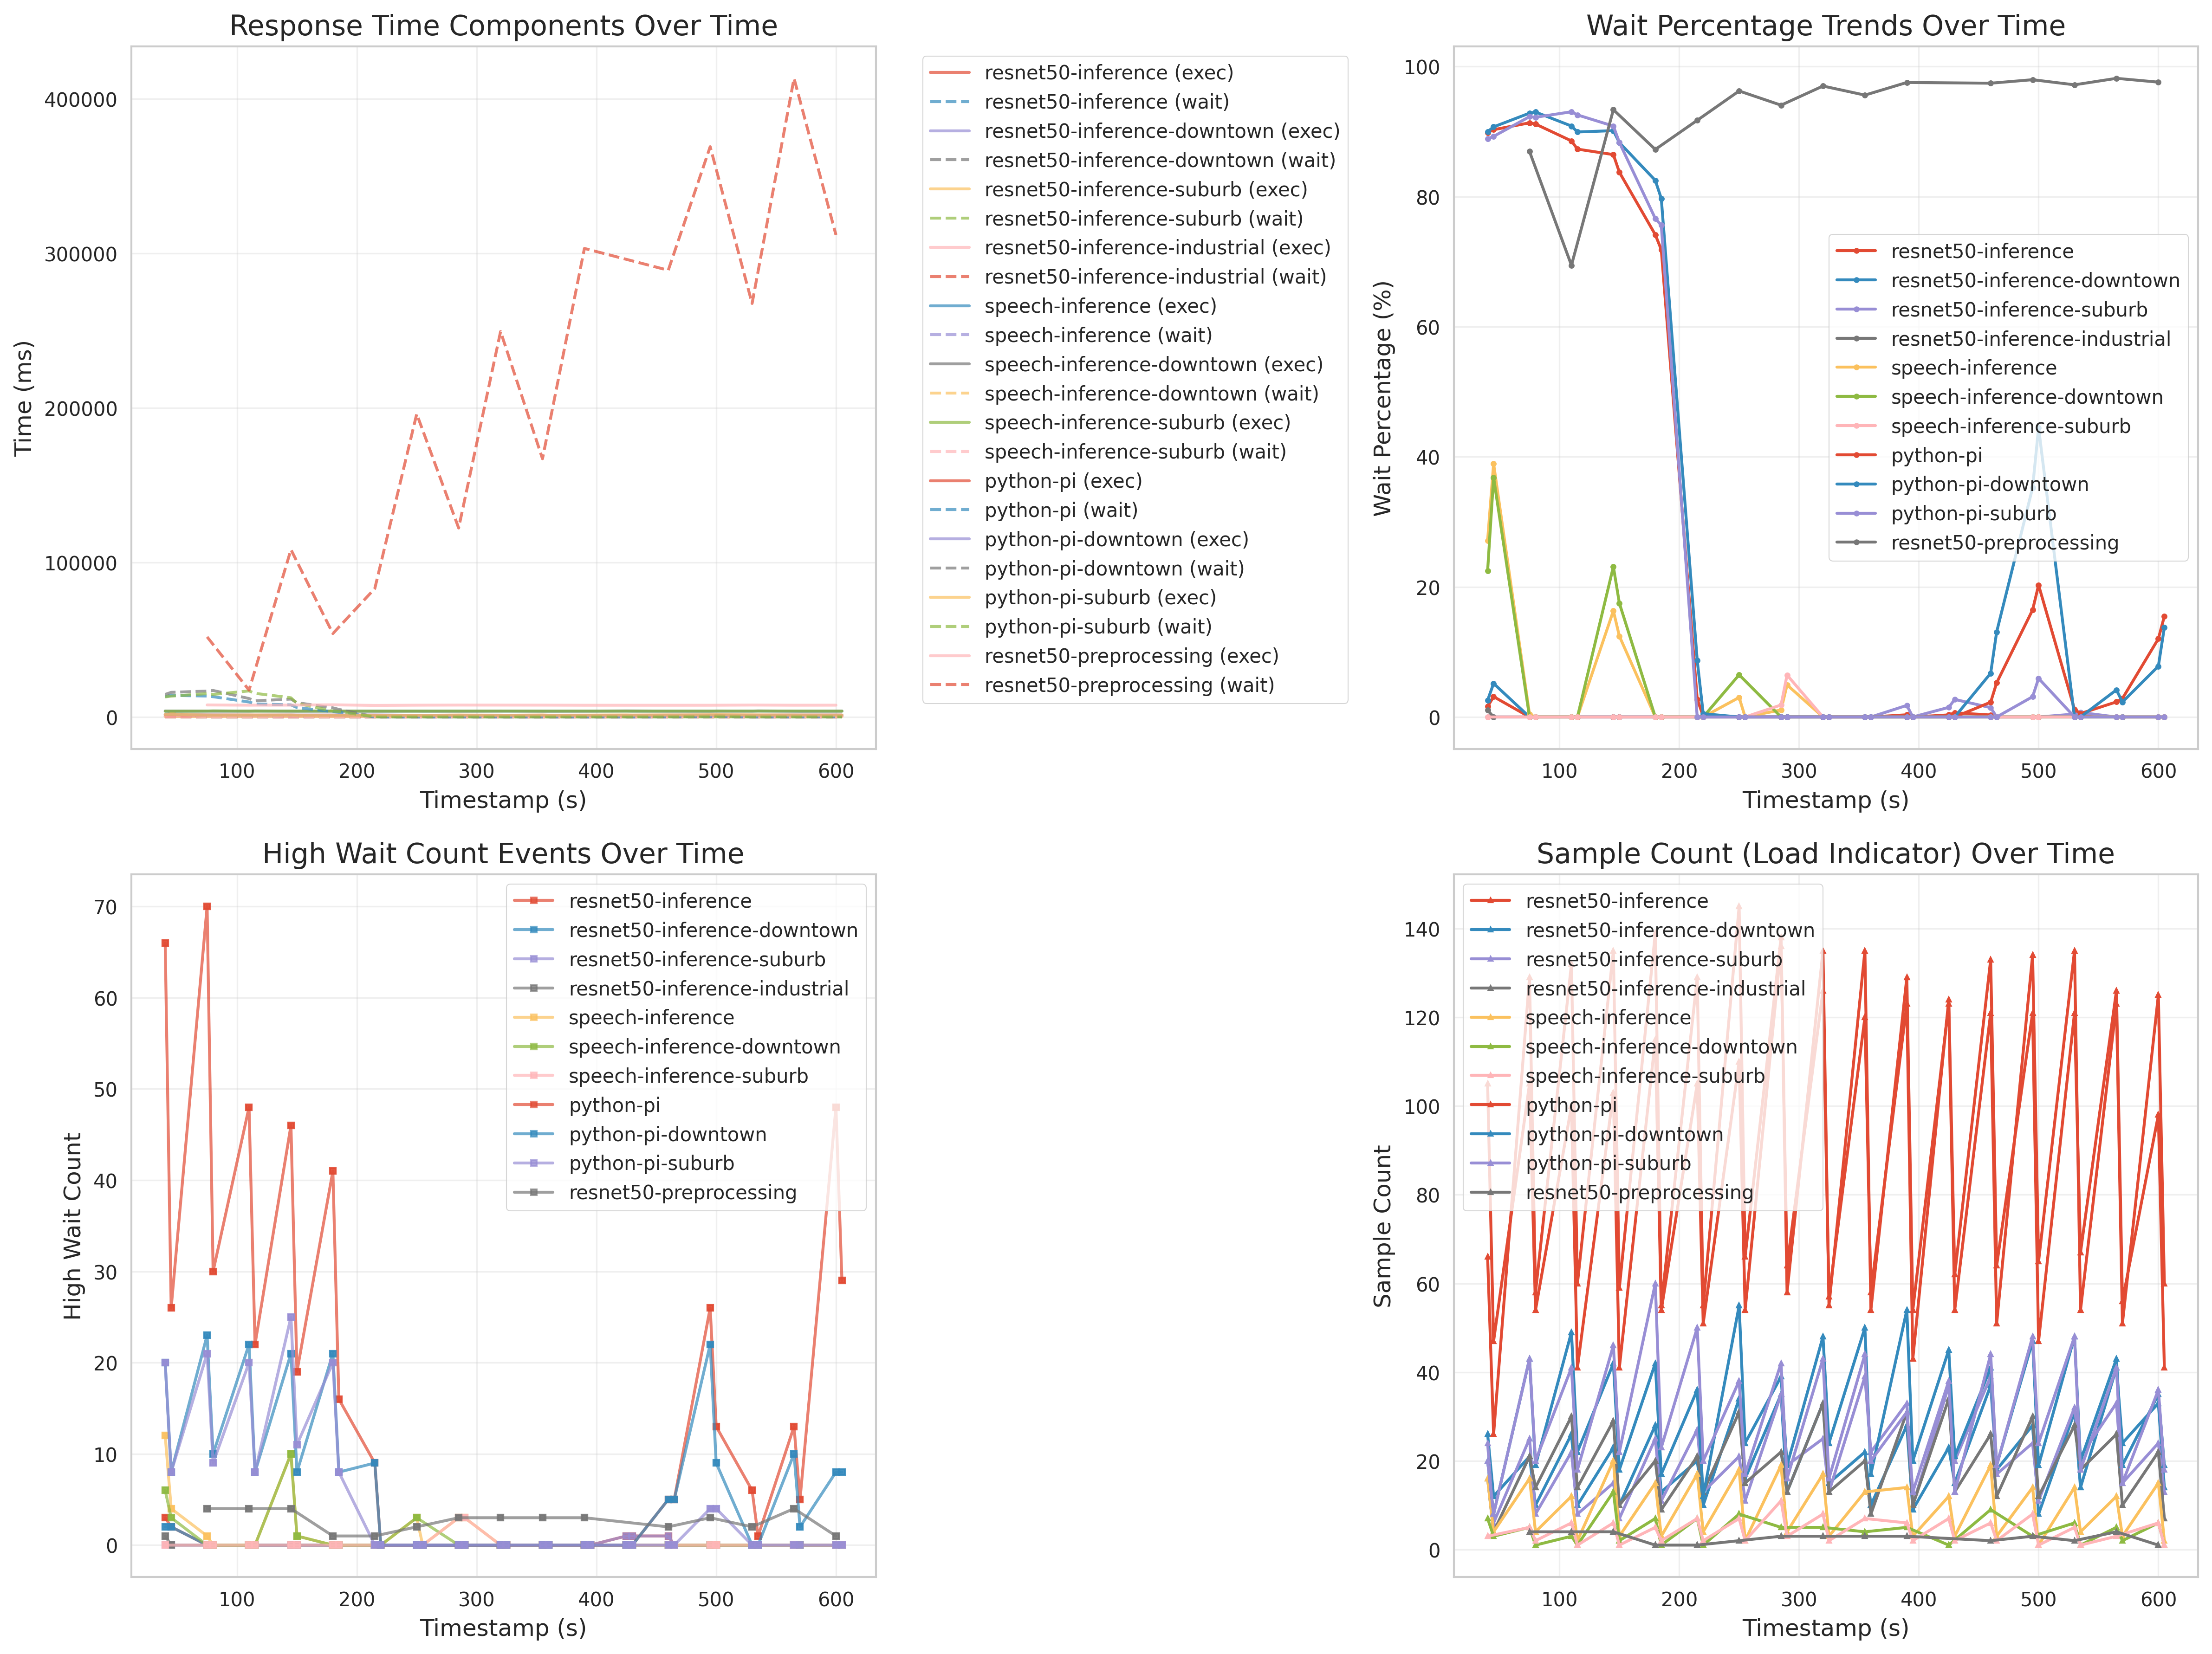 Response Time Components Over Time
Time (ms)
400000
300000
200000
100000
0
100 200 300 400 500 600
Timestamp (s)
resnet50-inference (exec)
resnet50-inference (wait)
resnet50-inference-downtown (exec)
resnet50-inference-downtown (wait)
resnet50-inference-suburb (exec)
resnet50-inference-suburb (wait)
resnet50-inference-industrial (exec)
resnet50-inference-industrial (wait)
speech-inference (exec)
speech-inference (wait)
speech-inference-downtown (exec)
speech-inference-downtown (wait)
speech-inference-suburb (exec)
speech-inference-suburb (wait)
python-pi (exec)
python-pi (wait)
python-pi-downtown (exec)
python-pi-downtown (wait)
python-pi-suburb (exec)
python-pi-suburb (wait)
resnet50-preprocessing (exec)
resnet50-preprocessing (wait)
Wait Percentage Trends Over Time
Wait Percentage (%)
100
80
60
40
20
0
resnet50-inference
resnet50-inference-downtown
resnet50-inference-suburb
resnet50-inference-industrial
speech-inference
speech-inference-downtown
speech-inference-suburb
python-pi
python-pi-downtown
python-pi-suburb
resnet50-preprocessing
100 200 300 400 500 600
Timestamp (s)
High Wait Count Events Over Time
High Wait Count
70
60
50
40
30
20
10
0
resnet50-inference
resnet50-inference-downtown
resnet50-inference-suburb
resnet50-inference-industrial
speech-inference
speech-inference-downtown
speech-inference-suburb
python-pi
python-pi-downtown
python-pi-suburb
resnet50-preprocessing
100 200 300 400 500 600
Timestamp (s)
Sample Count (Load Indicator) Over Time
Sample Count
140
120
100
80
60
40
20
0
resnet50-inference
resnet50-inference-downtown
resnet50-inference-suburb
resnet50-inference-industrial
speech-inference
speech-inference-downtown
speech-inference-suburb
python-pi
python-pi-downtown
python-pi-suburb
resnet50-preprocessing
100 200 300 400 500 600
Timestamp (s)